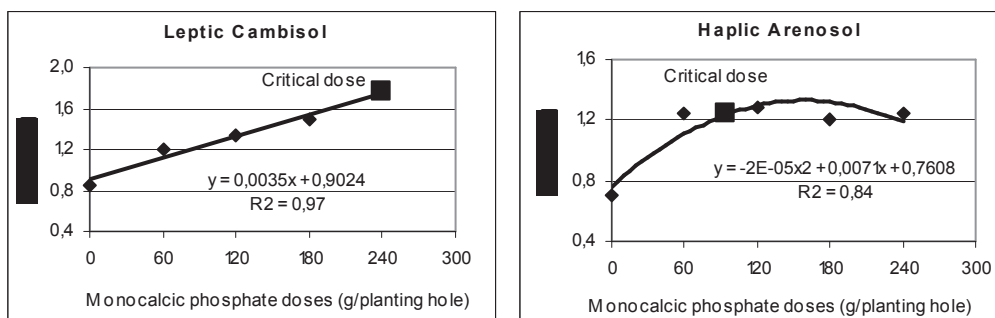 Leptic Cambisol
2,0
1,6
1,2
0,8
0,4
Critical dose
y = 0,0035x + 0,9024
R2 = 0,97
0 60 120 180 240 300
Monocalcic phosphate doses (g/planting hole)
Haplic Arenosol
1,6
1,2
0,8
0,4
Critical dose
y = -2E-05x2 + 0,0071x + 0,7608
R2 = 0,84
0 60 120 180 240 300
Monocalcic phosphate doses (g/planting hole)